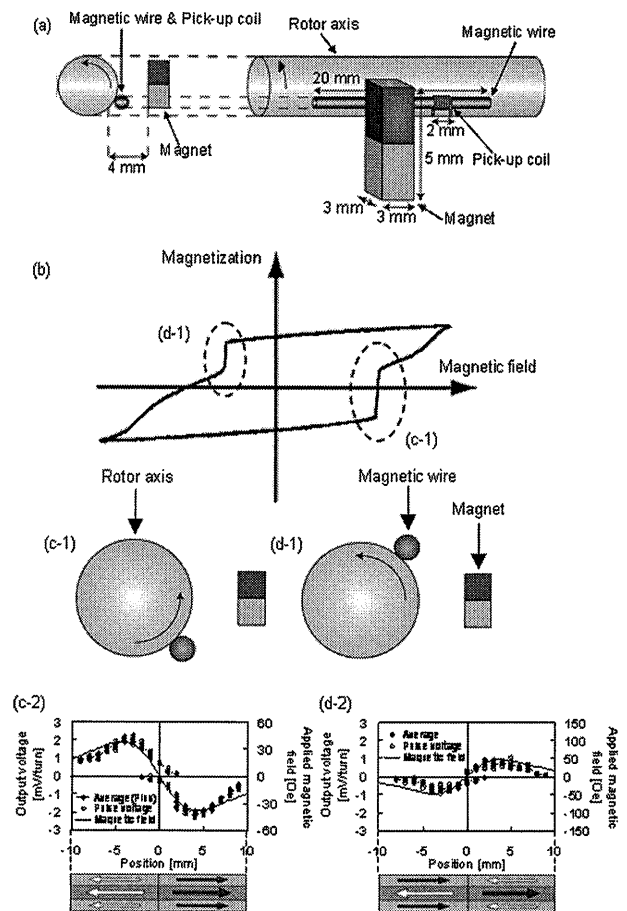 (a)
Magnetic wire & Pick-up coil
Rotor axis
Magnetic wire
20 mm
Magnet
4 mm
2 mm
5 mm
Pick-up coil
3 mm
3 mm
Magnet
(b)
Magnetization
(d-1)
Magnetic field
(c-1)
Rotor axis
Magnetic wire
Magnet
(c-1)
(d-1)
(c-2)
Output voltage [mV/turn]
3
2
1
0
-1
-2
-3
Average (Plus)
Pulse voltage
Magnetic field
60
30
0
-30
-60
Applied magnetic field [Oe]
-10
-5
0
5
10
Position [mm]
(d-2)
Output voltage [mV/turn]
3
2
1
0
-1
-2
-3
Average
Pulse voltage
Magnetic field
150
100
50
0
-50
-100
-150
Applied magnetic field [Oe]
-10
-5
0
5
10
Position [mm]